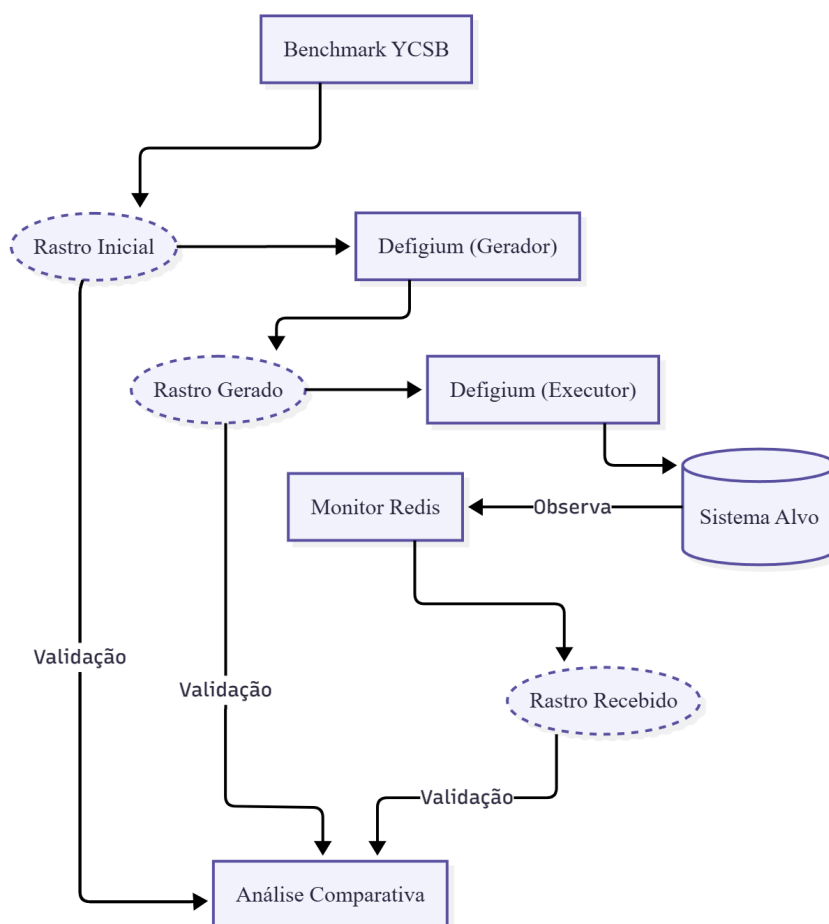 Benchmark YCSB
Rastro Inicial
Defigium (Gerador)
Rastro Gerado
Defigium (Executor)
Monitor Redis
Observa
Sistema Alvo
Validação
Validação
Rastro Recebido
Validação
Análise Comparativa